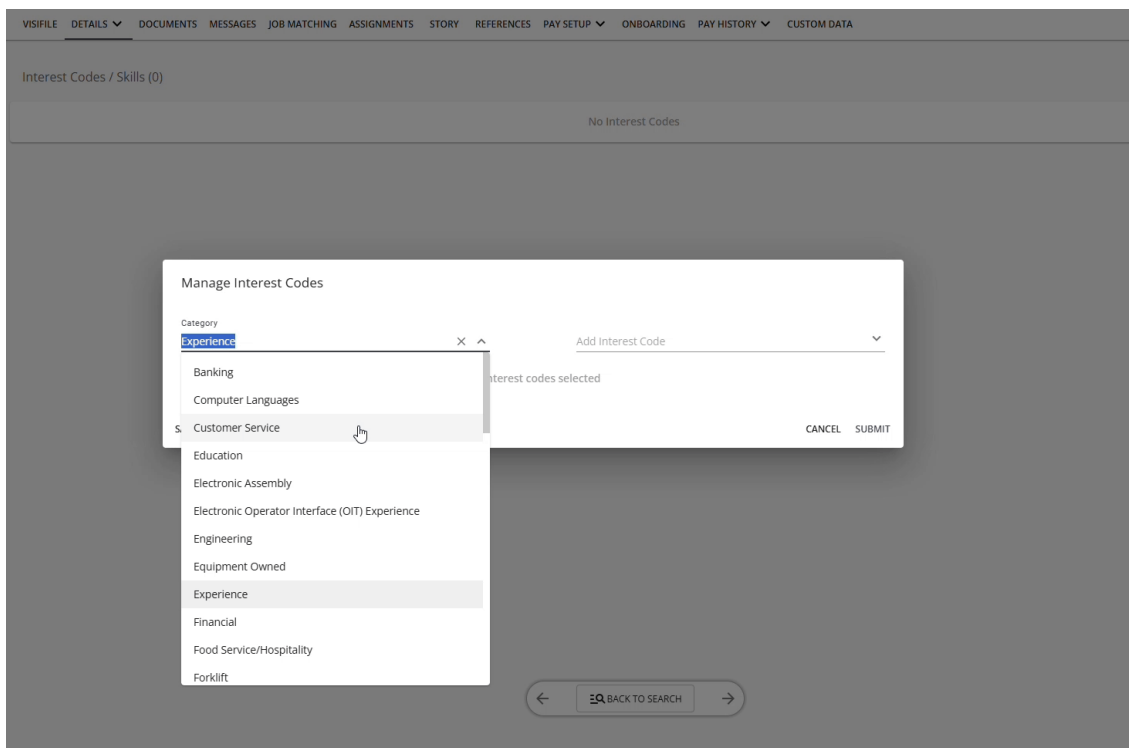 VISIFILE DETAILS DOCUMENTS MESSAGES JOB MATCHING ASSIGNMENTS STORY REFERENCES PAY SETUP ONBOARDING PAY HISTORY CUSTOM DATA
Interest Codes / Skills (0)
No Interest Codes
Manage Interest Codes
Category
Experience
Add Interest Code
interest codes selected
Banking
Computer Languages
Customer Service
Education
Electronic Assembly
Electronic Operator Interface (OIT) Experience
Engineering
Equipment Owned
Experience
Financial
Food Service/Hospitality
Forklift
CANCEL SUBMIT
BACK TO SEARCH